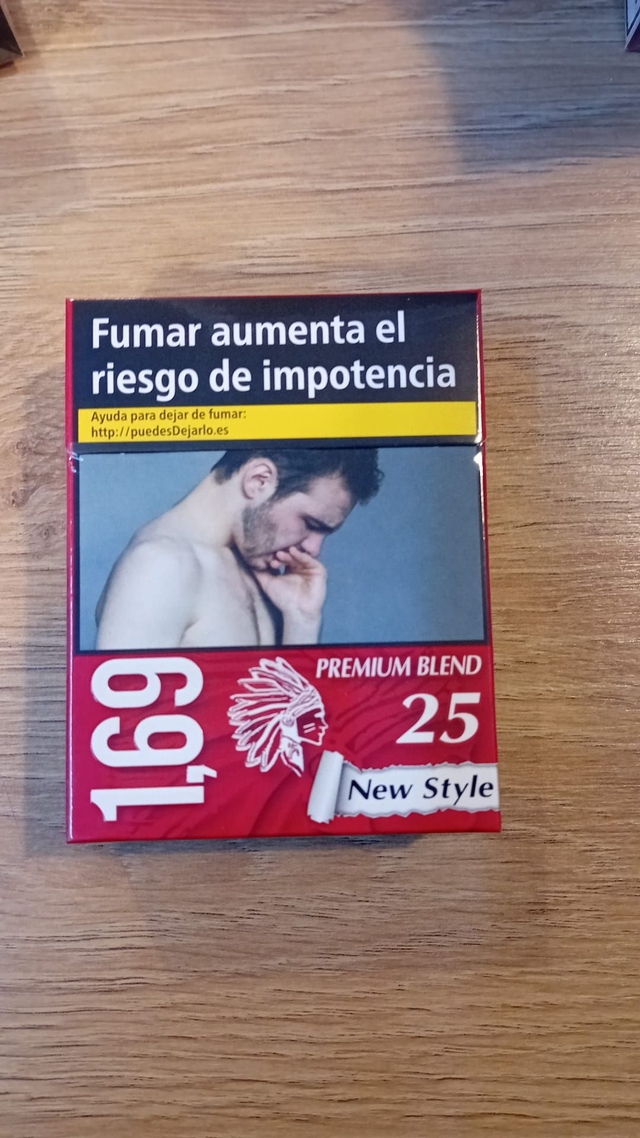 Fumar aumenta el
riesgo de impotencia
Ayuda para dejar de fumar:
http://puedesDejarlo.es
1,69
PREMIUM BLEND
25
New Style